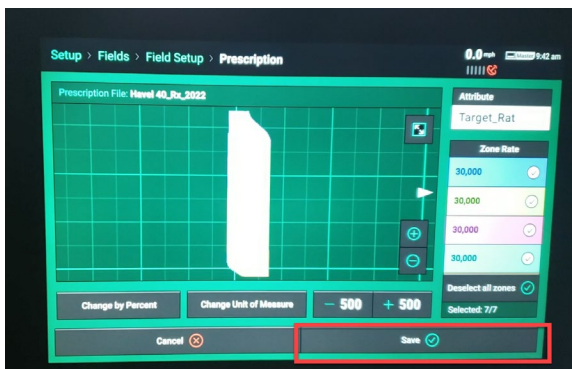 Setup > Fields > Field Setup > Prescription
0.0 mph
9:42 am
Prescription File: Havel 40_Rx_2022
Attribute
Target_Rat
Zone Rate
30,000
30,000
30,000
30,000
Deselect all zones
Selected: 7/7
Change by Percent
Change Unit of Measure
− 500
+ 500
Cancel
Save